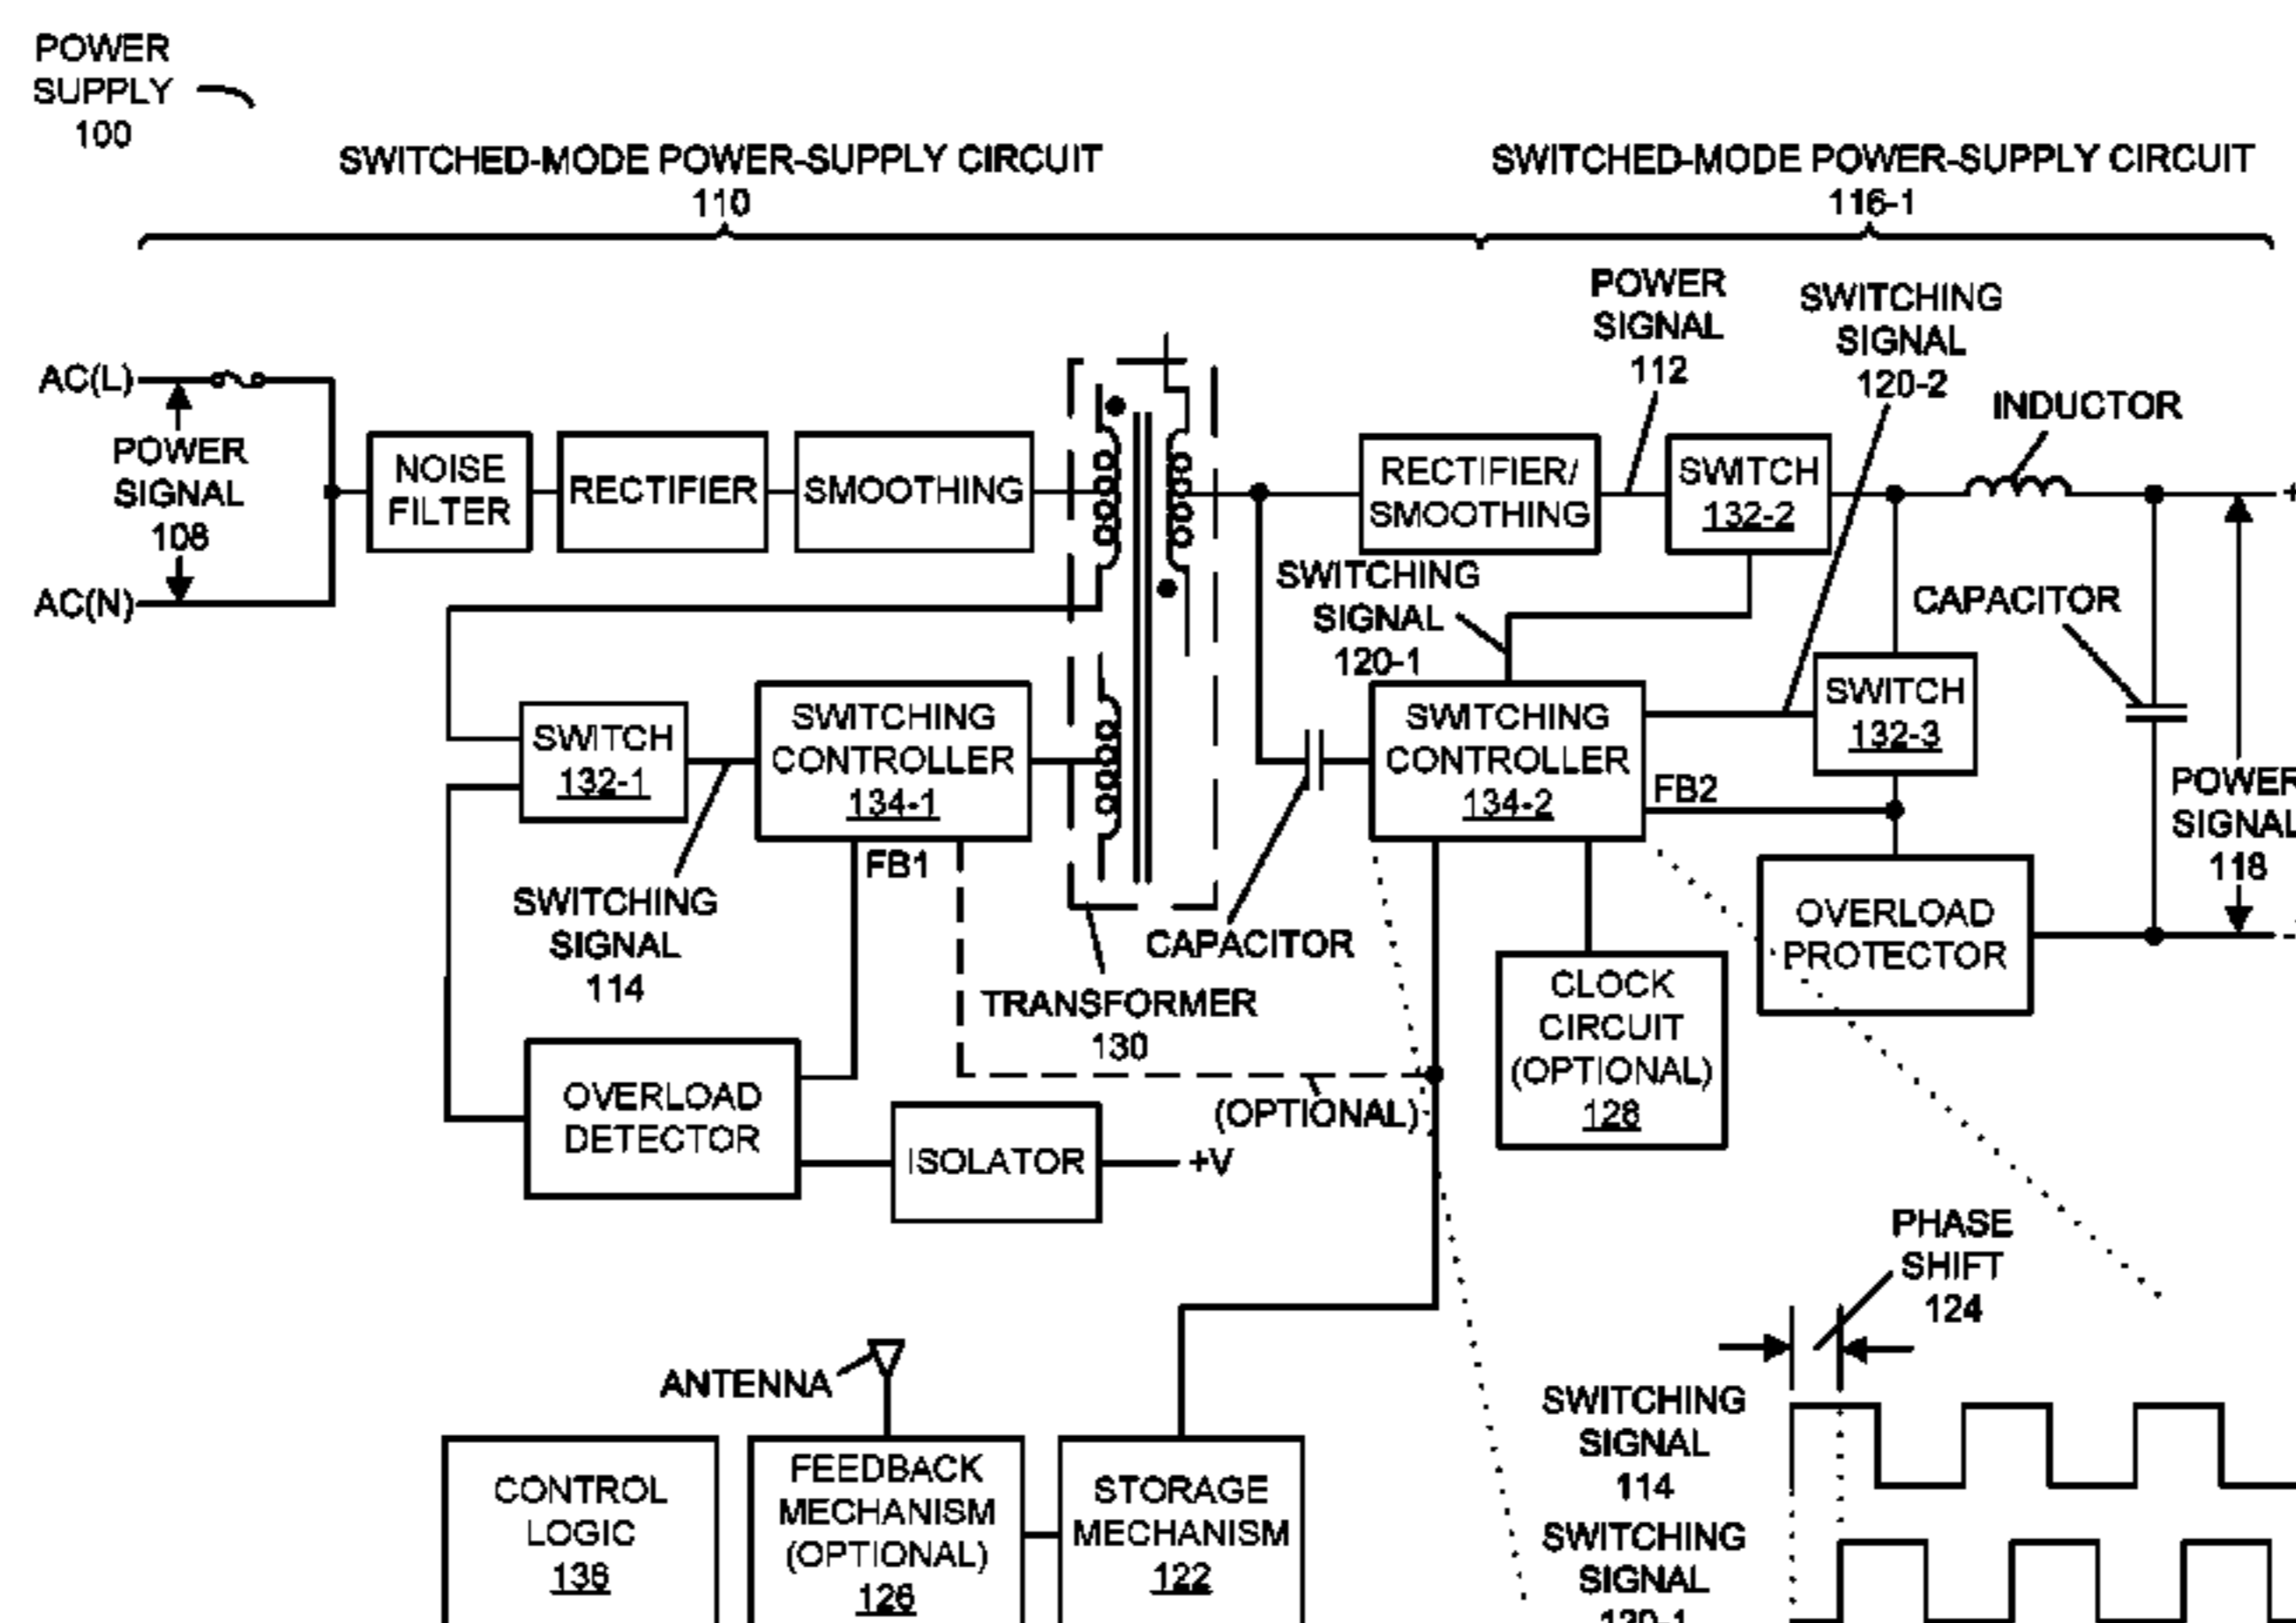 POWER
SUPPLY
100
SWITCHED-MODE POWER-SUPPLY CIRCUIT
110
SWITCHED-MODE POWER-SUPPLY CIRCUIT
116-1
POWER
SIGNAL
112
SWITCHING
SIGNAL
120-2
AC(L)
INDUCTOR
POWER
SIGNAL
108
NOISE
FILTER
RECTIFIER
SMOOTHING
RECTIFIER/
SMOOTHING
SWITCH
132-2
+
AC(N)
SWITCHING
SIGNAL
120-1
CAPACITOR
SWITCH
132-1
SWITCHING
CONTROLLER
134-1
SWITCHING
CONTROLLER
134-2
SWITCH
132-3
FB1
FB2
POWER
SIGNAL
118
SWITCHING
SIGNAL
114
CAPACITOR
OVERLOAD
PROTECTOR
-
TRANSFORMER
130
CLOCK
CIRCUIT
(OPTIONAL)
128
OVERLOAD
DETECTOR
(OPTIONAL)
ISOLATOR
+V
PHASE
SHIFT
124
ANTENNA
CONTROL
LOGIC
138
FEEDBACK
MECHANISM
(OPTIONAL)
126
STORAGE
MECHANISM
122
SWITCHING
SIGNAL
114
SWITCHING
SIGNAL
120-1